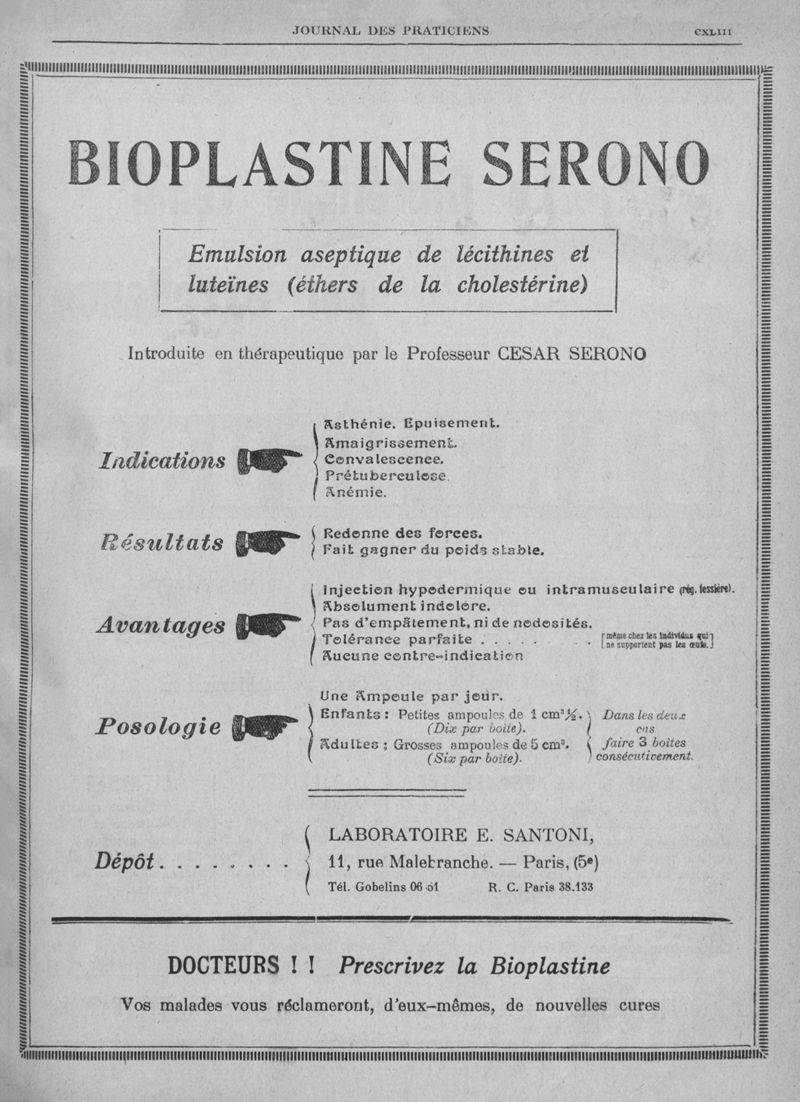 JOURNAL DES PRATICIENS
CXLIII
BIOPLASTINE SERONO
Emulsion aseptique de lécithines et
luteïnes (éthers de la cholestérine)
Introduite en thérapeutique par le Professeur CESAR SERONO
Indications
Asthénie. Epuisement.
Amaigrissement.
Convalescence.
Prétuberculose.
Anémie.
Résultats
Redonne des forces.
Fait gagner du poids stable.
Avantages
Injection hypodermique ou intramusculaire (rég. fessière).
Absolument indolore.
Pas d'empâtement, ni de nodosités.
Tolérance parfaite . . . . . . .
même chez les individus qui
ne supportent pas les œufs.
Aucune contre-indication
Posologie
Une Ampoule par jour.
Enfants : Petites ampoules de 1 cm³ ½.
(Dix par boîte).
Adultes : Grosses ampoules de 5 cm³.
(Six par boîte).
Dans les deux
cas
faire 3 boîtes
consécutivement.
Dépôt . . . . . . . .
LABORATOIRE E. SANTONI,
11, rue Malebranche. — Paris, (5e)
Tél. Gobelins 06-61 R. C. Paris 38.133
DOCTEURS ! ! Prescrivez la Bioplastine
Vos malades vous réclameront, d'eux-mêmes, de nouvelles cures